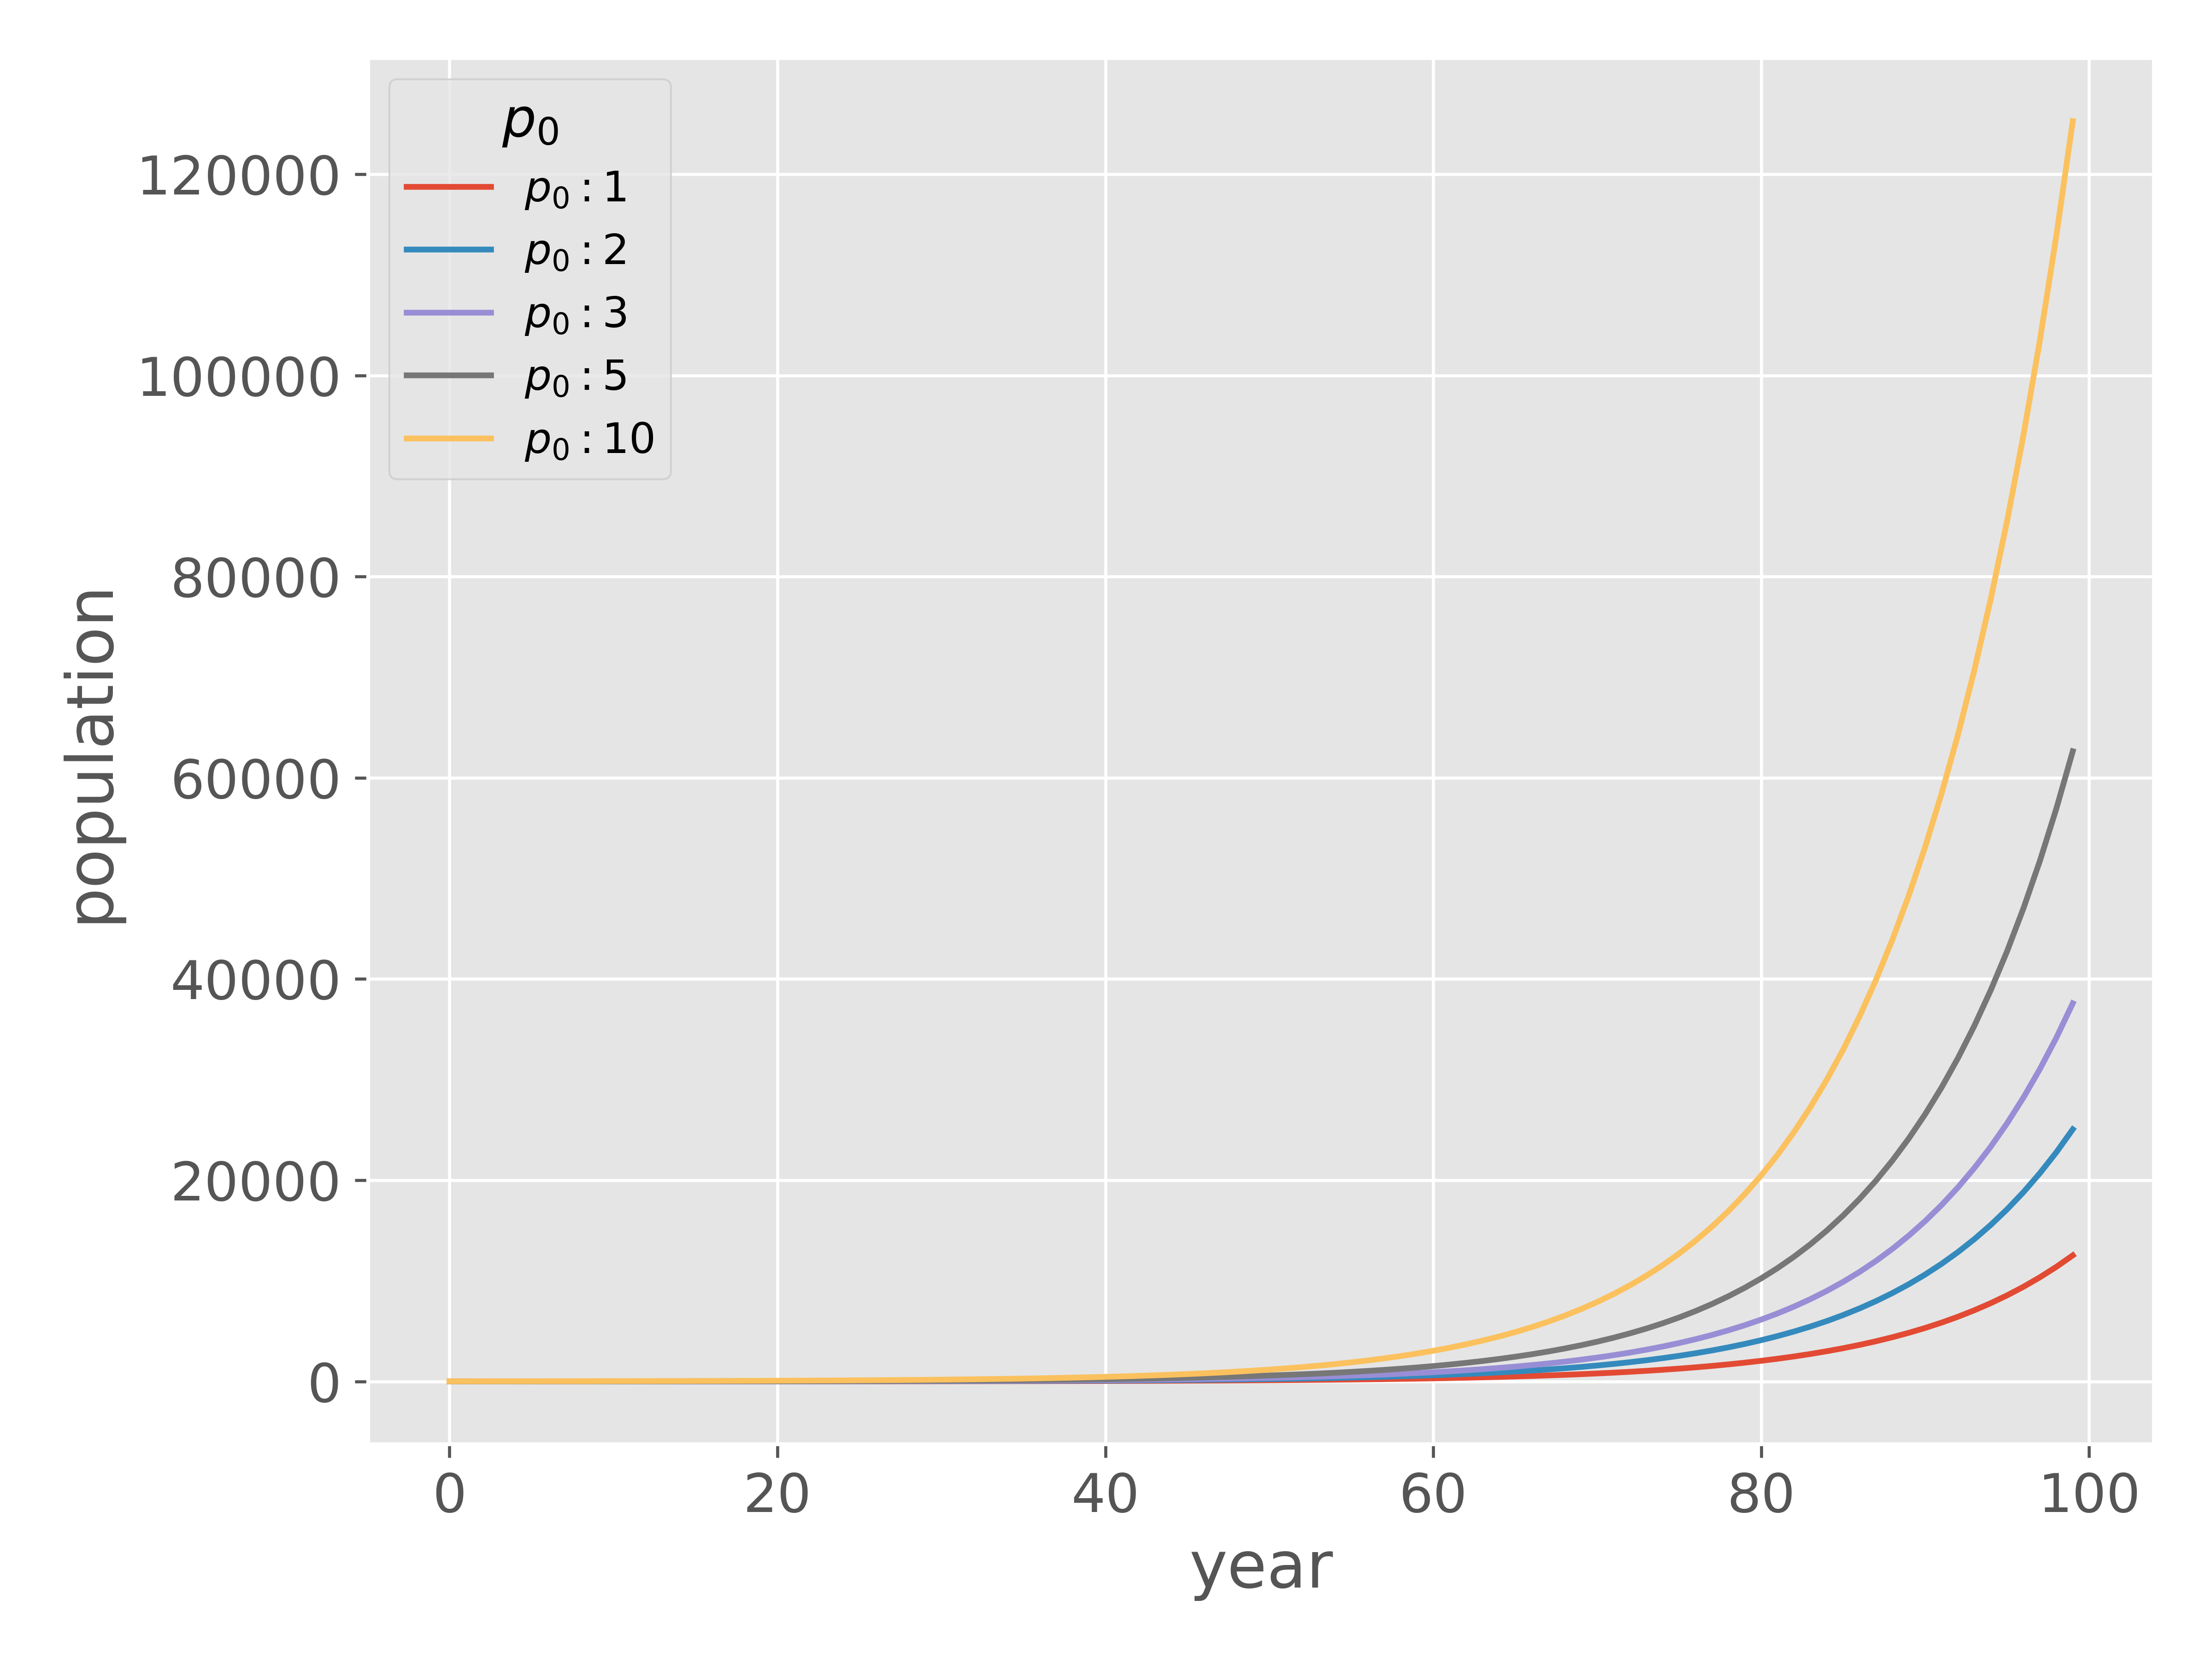 p₀
p₀ : 1
p₀ : 2
p₀ : 3
p₀ : 5
p₀ : 10
120000
100000
80000
60000
40000
20000
0
population
0 20 40 60 80 100
year